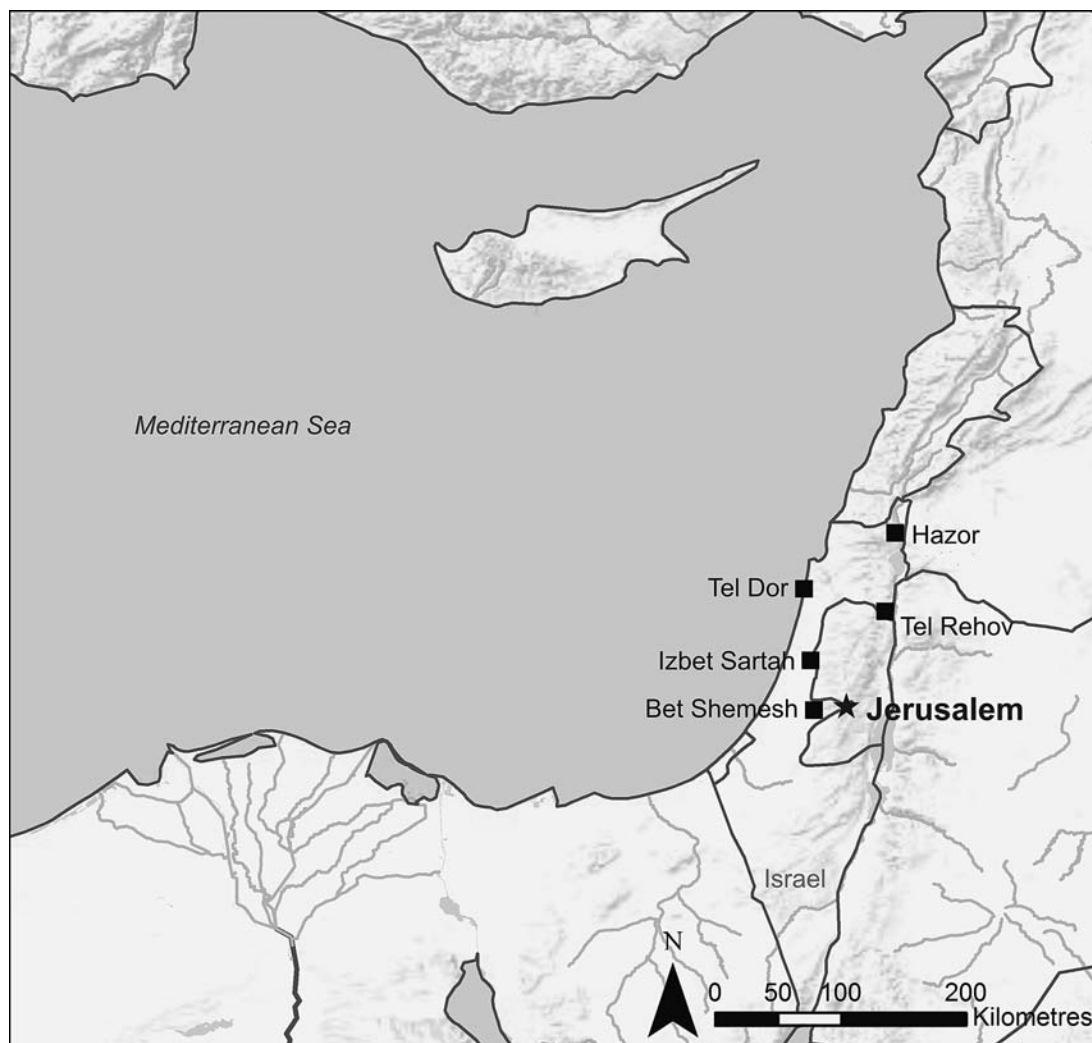 Mediterranean Sea
Hazor
Tel Dor
Tel Rehov
Izbet Sartah
Bet Shemesh
Jerusalem
Israel
N
0 50 100 200
Kilometres